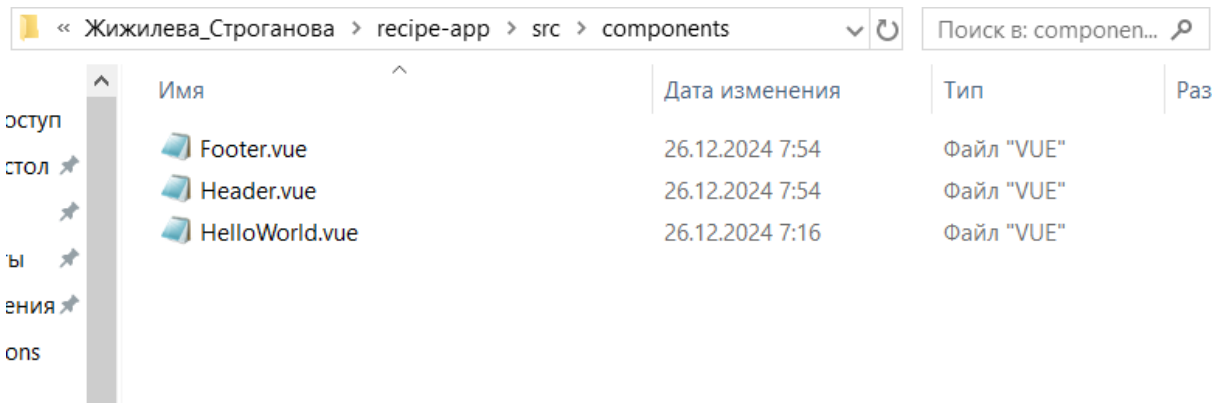 « Жижилева_Строганова > recipe-app > src > components
Поиск в: componen...
Имя Дата изменения Тип Раз
оступ
стол
ты
ения
ons
Footer.vue 26.12.2024 7:54 Файл "VUE"
Header.vue 26.12.2024 7:54 Файл "VUE"
HelloWorld.vue 26.12.2024 7:16 Файл "VUE"